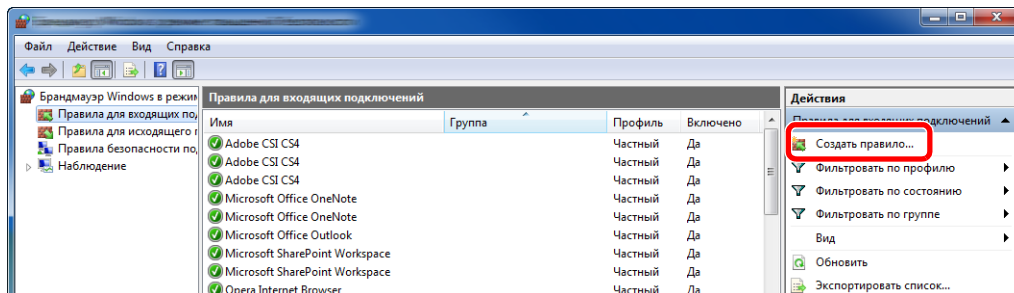 Файл Действие Вид Справка
Брандмауэр Windows в режим
Правила для входящих по
Правила для исходящего
Правила безопасности по
Наблюдение
Правила для входящих подключений
Имя Группа Профиль Включено
Adobe CSI CS4 Частный Да
Adobe CSI CS4 Частный Да
Adobe CSI CS4 Частный Да
Microsoft Office OneNote Частный Да
Microsoft Office OneNote Частный Да
Microsoft Office Outlook Частный Да
Microsoft SharePoint Workspace Частный Да
Microsoft SharePoint Workspace Частный Да
Opera Internet Browser Частный Да
Действия
Правила для входящих подключений
Создать правило...
Фильтровать по профилю
Фильтровать по состоянию
Фильтровать по группе
Вид
Обновить
Экспортировать список...